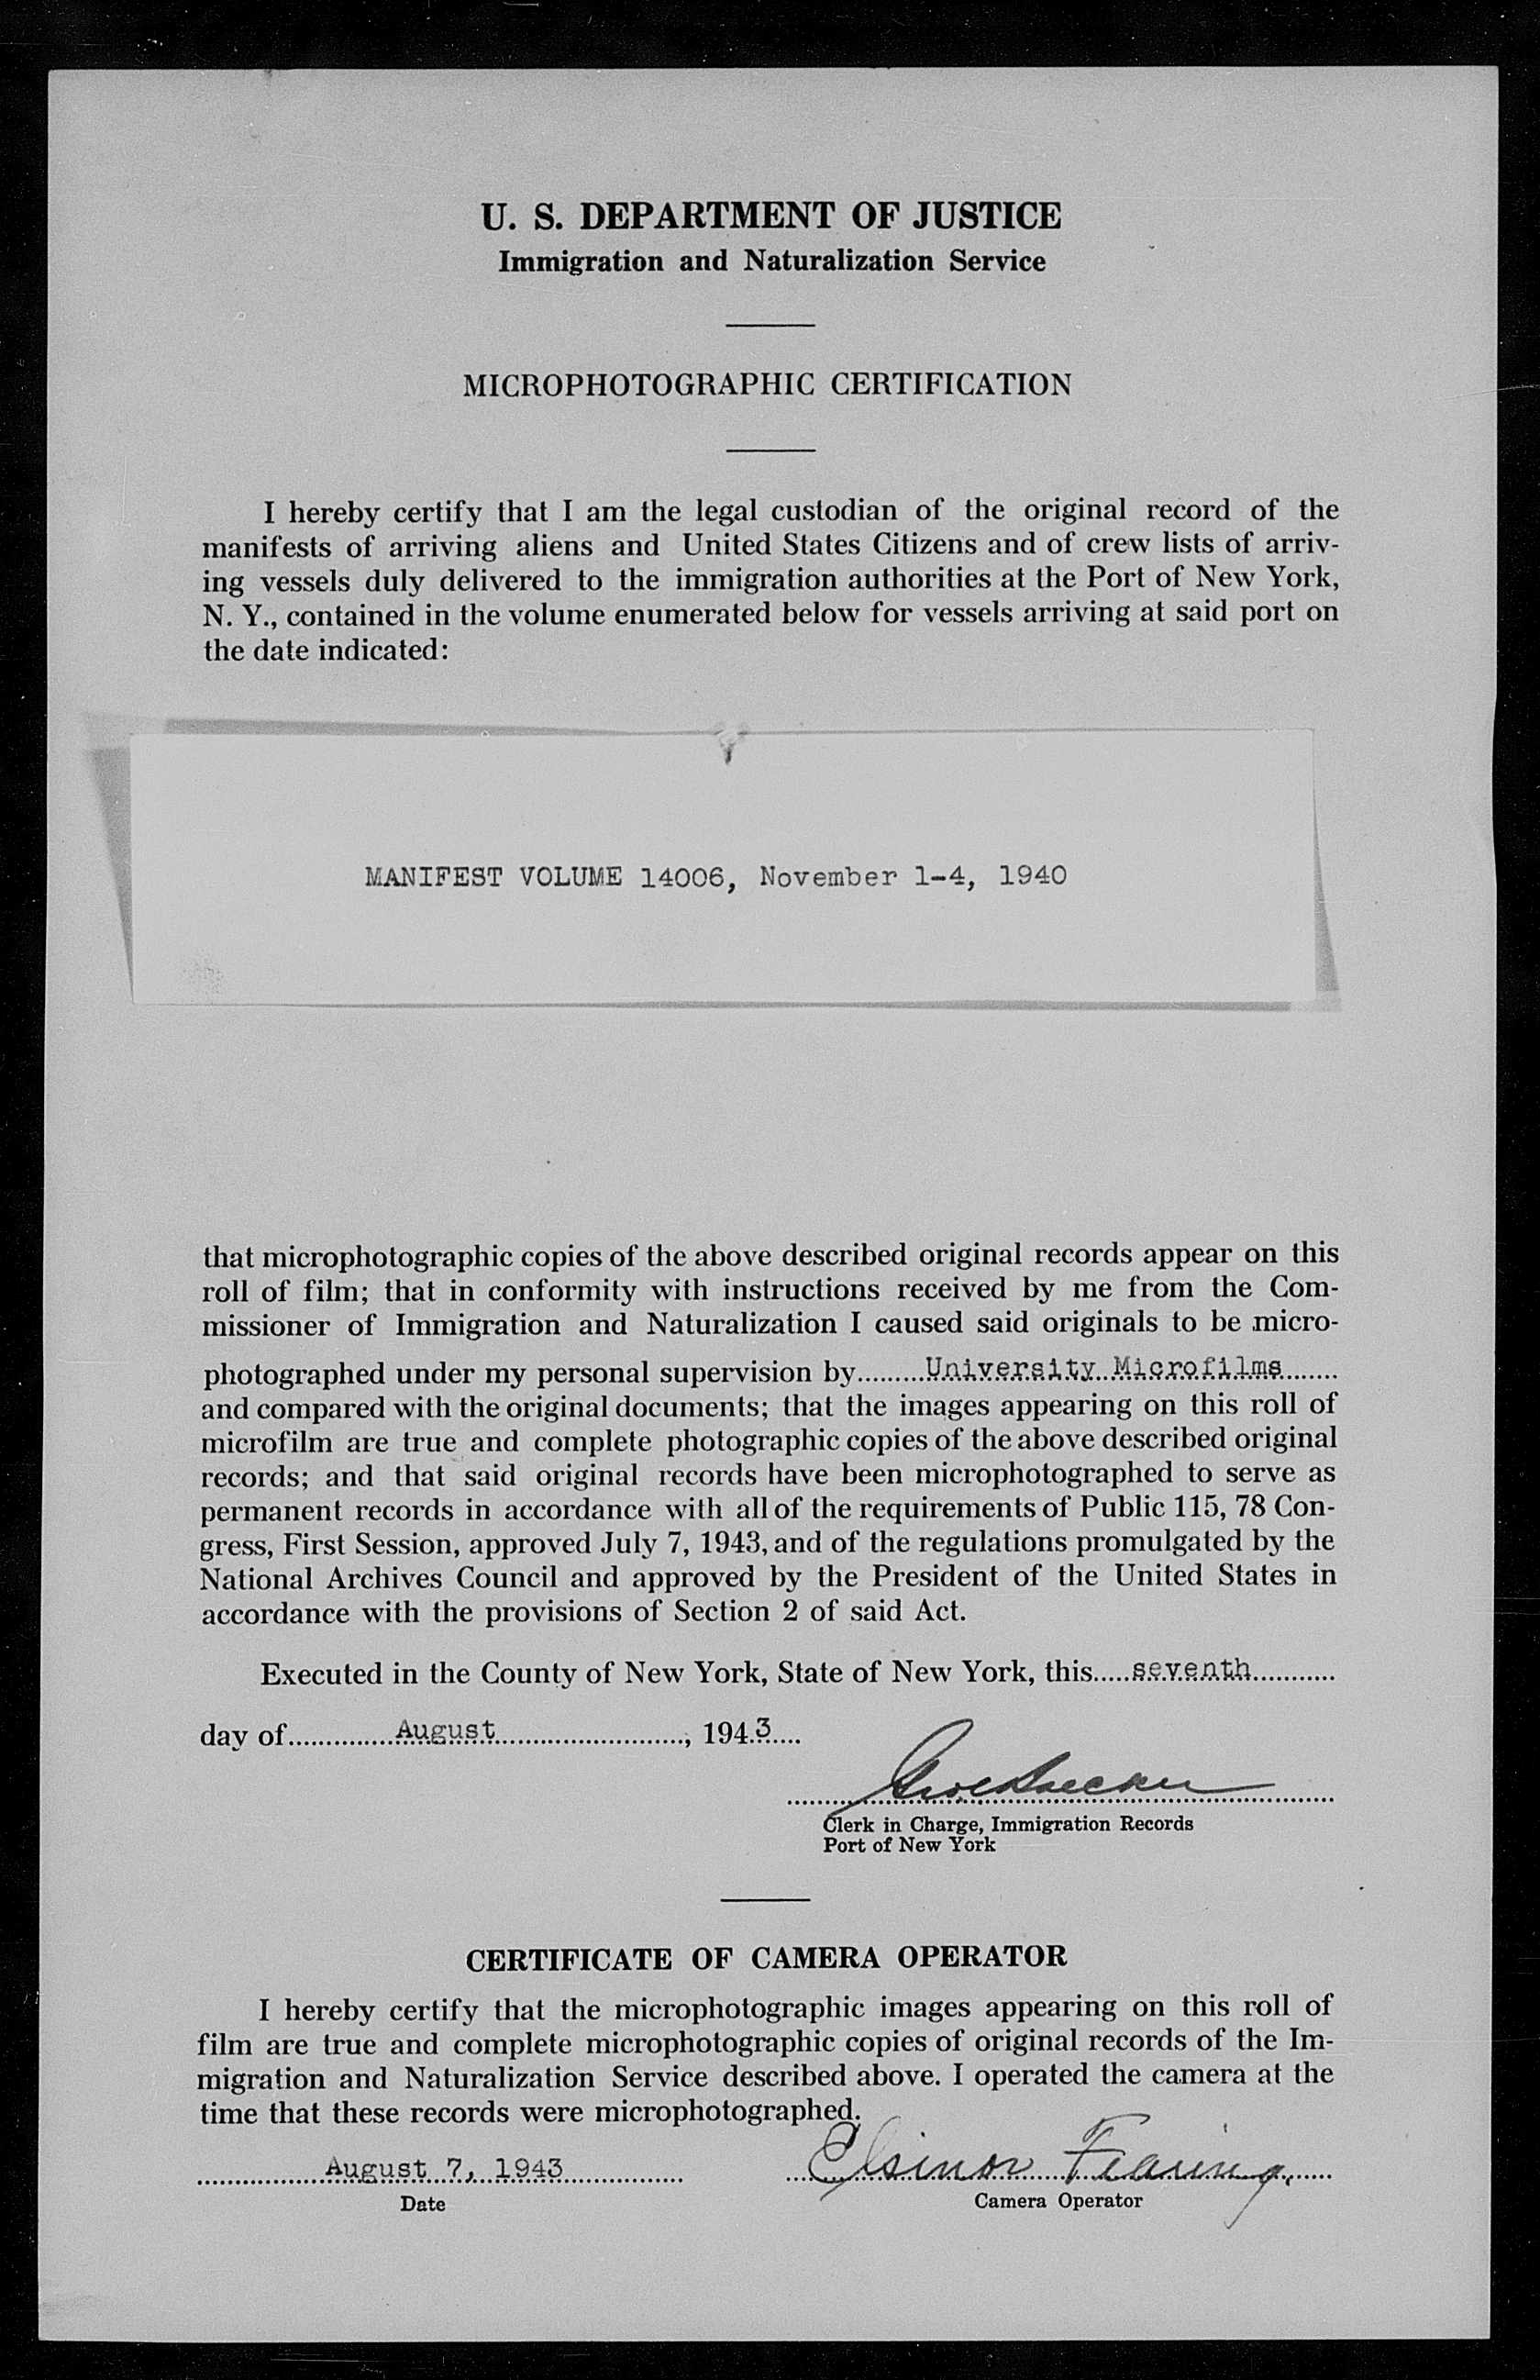 U. S. DEPARTMENT OF JUSTICE
Immigration and Naturalization Service
MICROPHOTOGRAPHIC CERTIFICATION
I hereby certify that I am the legal custodian of the original record of the
manifests of arriving aliens and United States Citizens and of crew lists of arriv-
ing vessels duly delivered to the immigration authorities at the Port of New York,
N. Y., contained in the volume enumerated below for vessels arriving at said port on
the date indicated:
MANIFEST VOLUME 14006, November 1-4, 1940
that microphotographic copies of the above described original records appear on this
roll of film; that in conformity with instructions received by me from the Com-
missioner of Immigration and Naturalization I caused said originals to be micro-
photographed under my personal supervision by University Microfilms
and compared with the original documents; that the images appearing on this roll of
microfilm are true and complete photographic copies of the above described original
records; and that said original records have been microphotographed to serve as
permanent records in accordance with all of the requirements of Public 115, 78 Con-
gress, First Session, approved July 7, 1943, and of the regulations promulgated by the
National Archives Council and approved by the President of the United States in
accordance with the provisions of Section 2 of said Act.
Executed in the County of New York, State of New York, this seventh
day of August, 1943
Clerk in Charge, Immigration Records
Port of New York
CERTIFICATE OF CAMERA OPERATOR
I hereby certify that the microphotographic images appearing on this roll of
film are true and complete microphotographic copies of original records of the Im-
migration and Naturalization Service described above. I operated the camera at the
time that these records were microphotographed.
August 7, 1943 Elsinor Fearing
Date Camera Operator